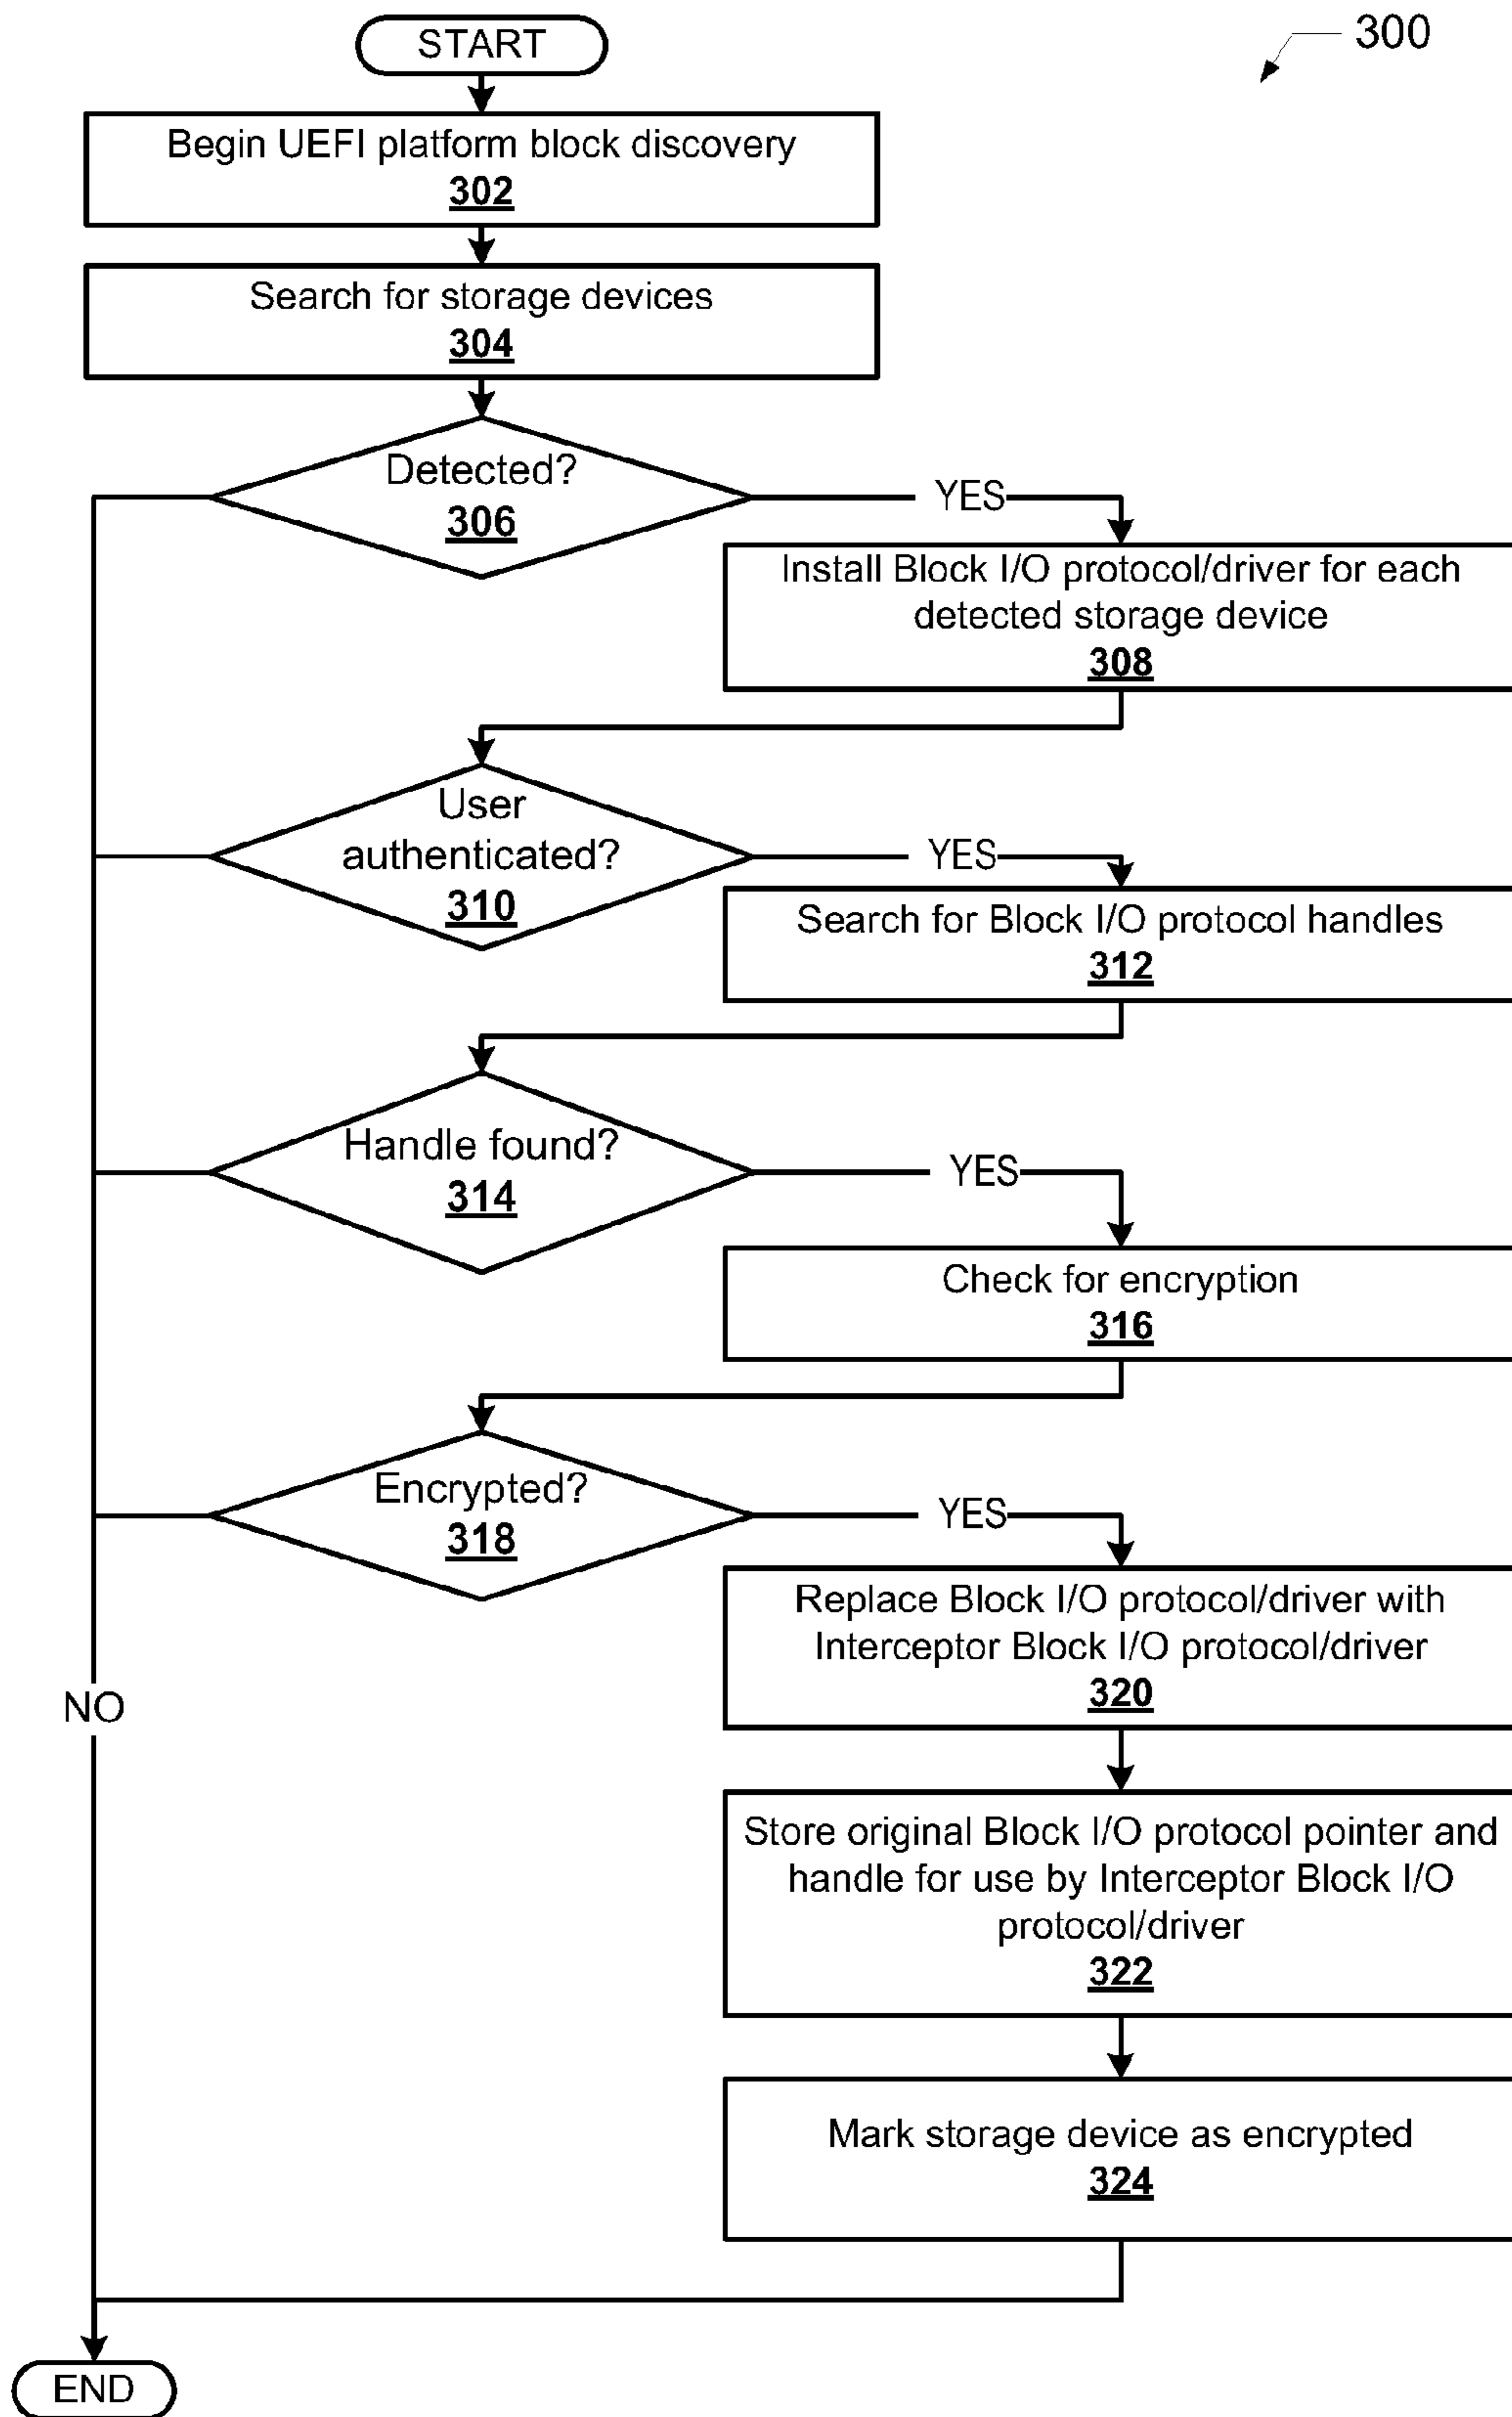 START
300
Begin UEFI platform block discovery
302
Search for storage devices
304
Detected?
306
YES
Install Block I/O protocol/driver for each
detected storage device
308
User
authenticated?
310
YES
Search for Block I/O protocol handles
312
Handle found?
314
YES
Check for encryption
316
Encrypted?
318
YES
Replace Block I/O protocol/driver with
Interceptor Block I/O protocol/driver
320
NO
Store original Block I/O protocol pointer and
handle for use by Interceptor Block I/O
protocol/driver
322
Mark storage device as encrypted
324
END